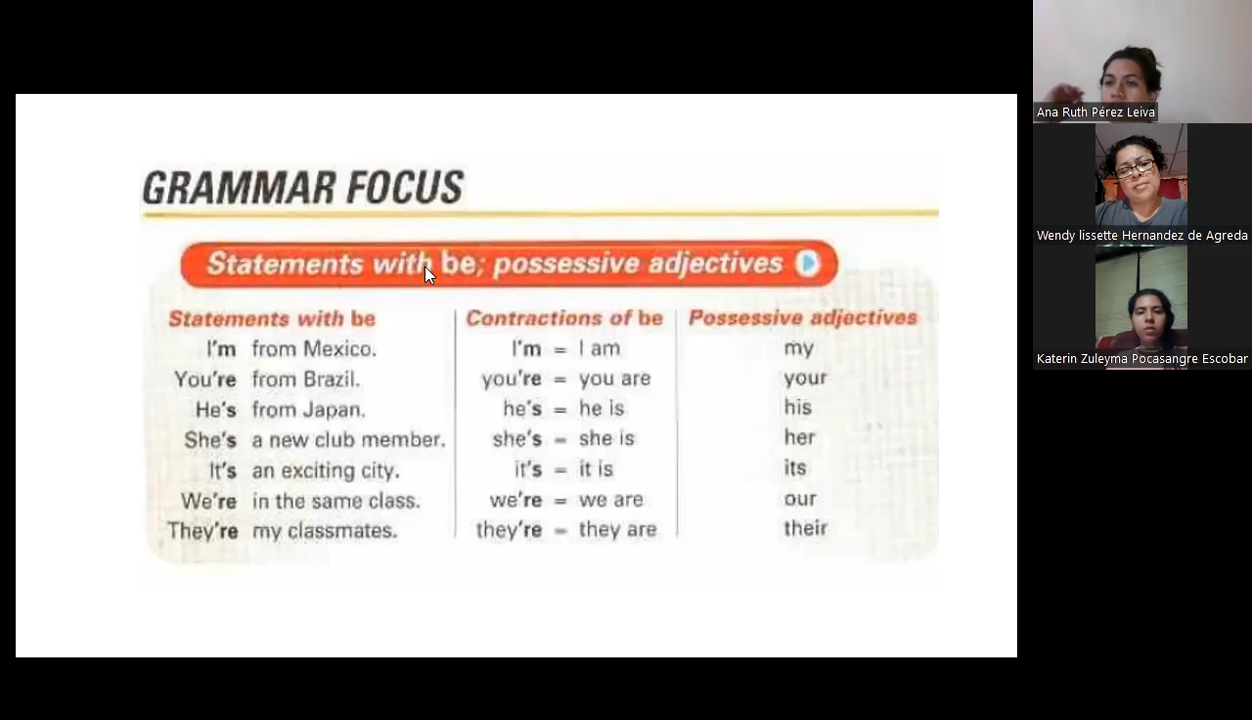 GRAMMAR FOCUS
Statements with be; possessive adjectives
Statements with be Contractions of be Possessive adjectives
I'm from Mexico. I'm = I am my
You're from Brazil. you're = you are your
He's from Japan. he's = he is his
She's a new club member. she's = she is her
It's an exciting city. it's = it is its
We're in the same class. we're = we are our
They're my classmates. they're = they are their
Ana Ruth Pérez Leiva
Wendy lissette Hernandez de Agreda
Katerin Zuleyma Pocasangre Escobar